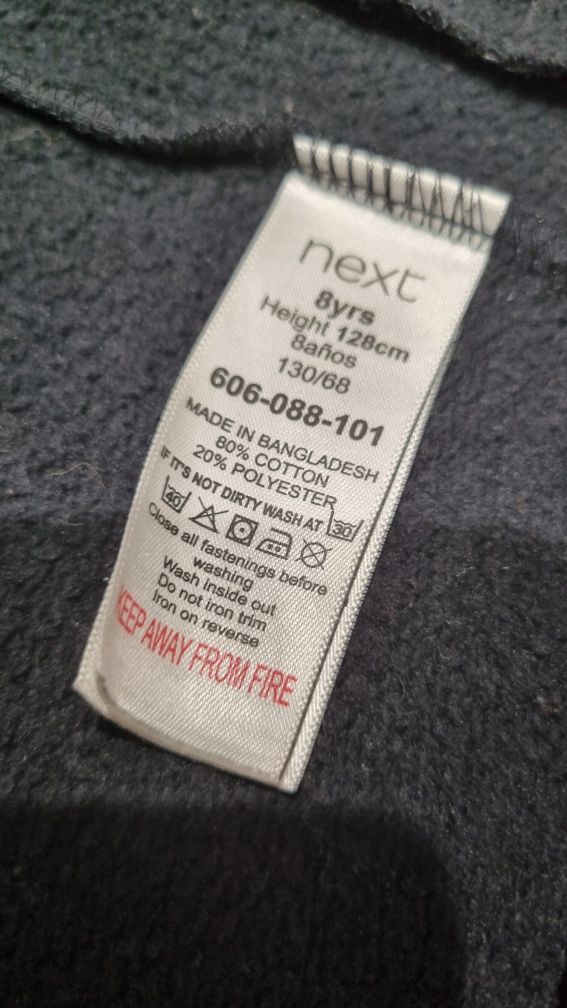 next
8yrs
Height 128cm
8años
130/68
606-088-101
MADE IN BANGLADESH
80% COTTON
20% POLYESTER
IF IT'S NOT DIRTY WASH AT 30°
40
Close all fastenings before
washing
Wash inside out
Do not iron trim
Iron on reverse
KEEP AWAY FROM FIRE